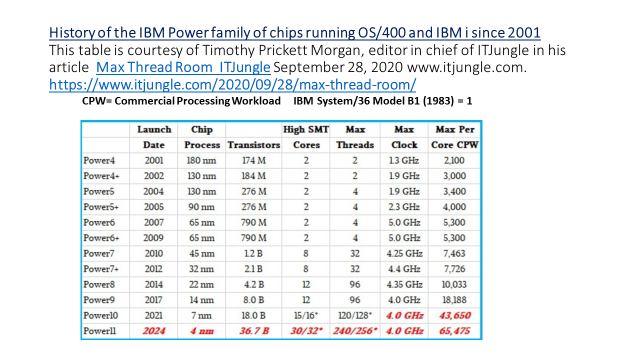 History of the IBM Power family of chips running OS/400 and IBM i since 2001
This table is courtesy of Timothy Prickett Morgan, editor in chief of ITJungle in his
article Max Thread Room ITJungle September 28, 2020 www.itjungle.com.
https://www.itjungle.com/2020/09/28/max-thread-room/
CPW= Commercial Processing Workload IBM System/36 Model B1 (1983) = 1
Launch Chip High SMT Max Max Max Per
Date Process Transistors Cores Threads Clock Core CPW
Power4 2001 180 nm 174 M 2 2 1.3 GHz 2,100
Power4+ 2002 130 nm 184 M 2 2 1.9 GHz 3,000
Power5 2004 130 nm 276 M 2 4 1.9 GHz 3,400
Power5+ 2005 90 nm 276 M 2 4 2.3 GHz 4,000
Power6 2007 65 nm 790 M 2 4 5.0 GHz 5,300
Power6+ 2009 65 nm 790 M 2 4 5.0 GHz 5,300
Power7 2010 45 nm 1.2 B 8 32 4.25 GHz 7,463
Power7+ 2012 32 nm 2.1 B 8 32 4.4 GHz 7,726
Power8 2014 22 nm 4.2 B 12 96 4.35 GHz 10,033
Power9 2017 14 nm 8.0 B 12 96 4.0 GHz 18,188
Power10 2021 7 nm 18.0 B 15/16* 120/128* 4.0 GHz 43,650
Power11 2024 4 nm 36.7 B 30/32* 240/256* 4.0 GHz 65,475